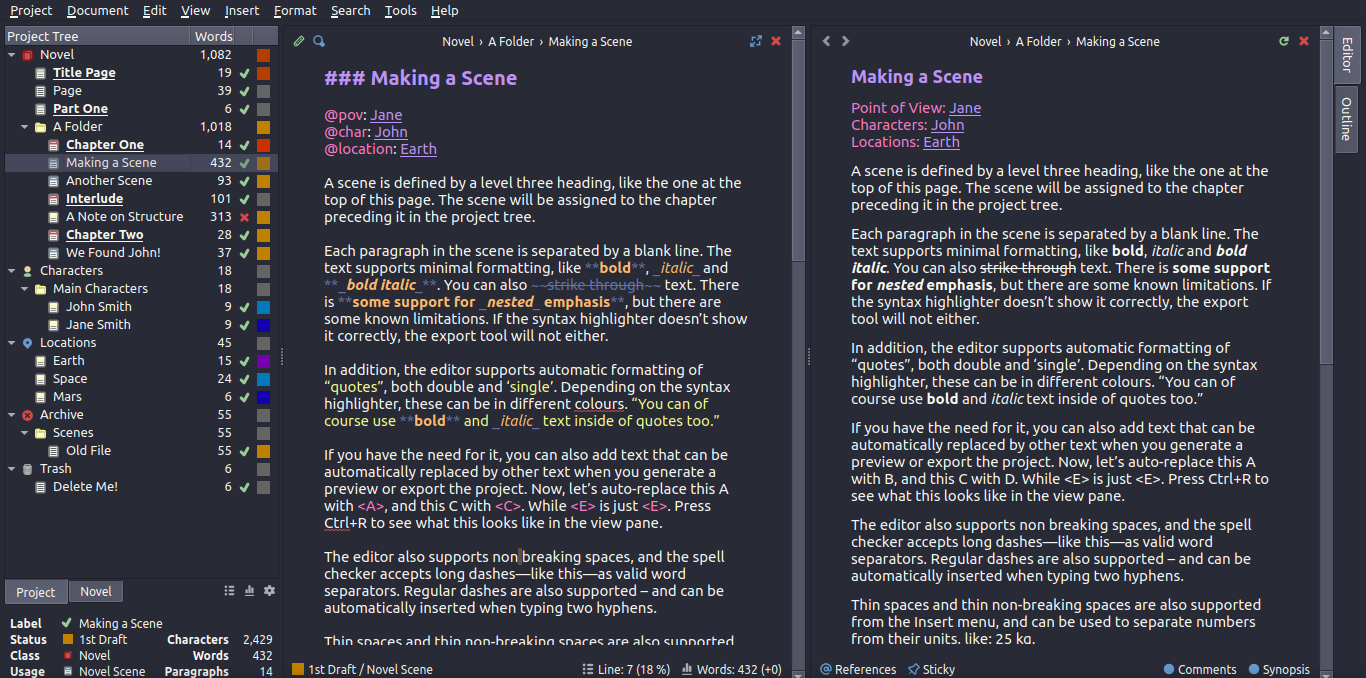 Project Document Edit View Insert Format Search Tools Help
Project Tree Words
Novel 1,082
Title Page 19
Page 39
Part One 6
A Folder 1,018
Chapter One 14
Making a Scene 432
Another Scene 93
Interlude 101
A Note on Structure 313
Chapter Two 28
We Found John! 37
Characters 18
Main Characters 18
John Smith 9
Jane Smith 9
Locations 45
Earth 15
Space 24
Mars 6
Archive 55
Scenes 55
Old File 55
Trash 6
Delete Me! 6
Project Novel
Label Making a Scene
Status 1st Draft Characters 2,429
Class Novel Words 432
Usage Novel Scene Paragraphs 14
Novel › A Folder › Making a Scene
### Making a Scene
@pov: Jane
@char: John
@location: Earth
A scene is defined by a level three heading, like the one at the
top of this page. The scene will be assigned to the chapter
preceding it in the project tree.
Each paragraph in the scene is separated by a blank line. The
text supports minimal formatting, like **bold**, _italic_ and
**_bold italic_**. You can also ~~strike through~~ text. There
is **some support for _nested_ emphasis**, but there are
some known limitations. If the syntax highlighter doesn’t show
it correctly, the export tool will not either.
In addition, the editor supports automatic formatting of
“quotes”, both double and ‘single’. Depending on the syntax
highlighter, these can be in different colours. “You can of
course use **bold** and _italic_ text inside of quotes too.”
If you have the need for it, you can also add text that can be
automatically replaced by other text when you generate a
preview or export the project. Now, let’s auto-replace this A
with <A>, and this C with <C>. While <E> is just <E>. Press
Ctrl+R to see what this looks like in the view pane.
The editor also supports non breaking spaces, and the spell
checker accepts long dashes—like this—as valid word
separators. Regular dashes are also supported – and can be
automatically inserted when typing two hyphens.
Thin spaces and thin non-breaking spaces are also supported
1st Draft / Novel Scene Line: 7 (18 %) Words: 432 (+0)
Novel › A Folder › Making a Scene
Making a Scene
Point of View: Jane
Characters: John
Locations: Earth
A scene is defined by a level three heading, like the one at the
top of this page. The scene will be assigned to the chapter
preceding it in the project tree.
Each paragraph in the scene is separated by a blank line. The
text supports minimal formatting, like bold, italic and bold
italic. You can also strike through text. There is some support
for nested emphasis, but there are some known limitations. If
the syntax highlighter doesn’t show it correctly, the export
tool will not either.
In addition, the editor supports automatic formatting of
“quotes”, both double and ‘single’. Depending on the syntax
highlighter, these can be in different colours. “You can of
course use bold and italic text inside of quotes too.”
If you have the need for it, you can also add text that can be
automatically replaced by other text when you generate a
preview or export the project. Now, let’s auto-replace this A
with B, and this C with D. While <E> is just <E>. Press Ctrl+R to
see what this looks like in the view pane.
The editor also supports non breaking spaces, and the spell
checker accepts long dashes—like this—as valid word
separators. Regular dashes are also supported – and can be
automatically inserted when typing two hyphens.
Thin spaces and thin non-breaking spaces are also supported
from the Insert menu, and can be used to separate numbers
from their units. like: 25 kg.
References Sticky Comments Synopsis
Editor
Outline